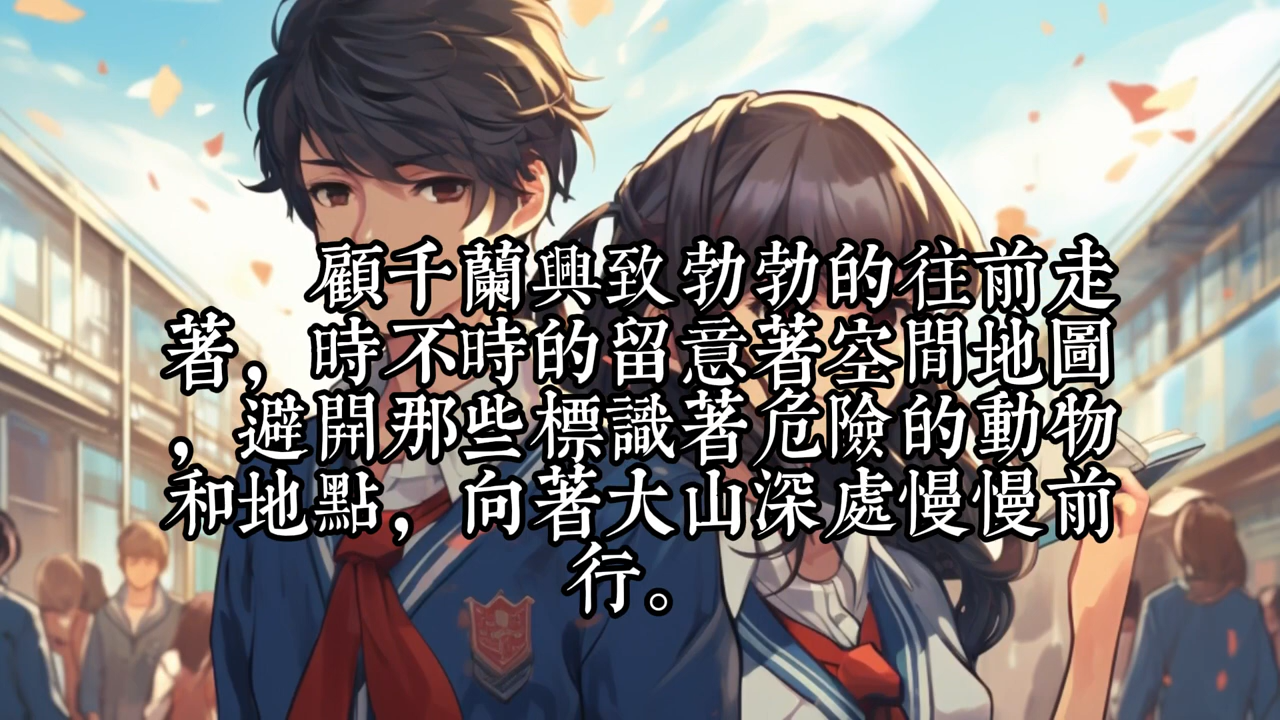 顧千蘭興致勃勃的往前走
著，時不時的留意著空間地圖
，避開那些標識著危險的動物
和地點，向著大山深處慢慢前
行。